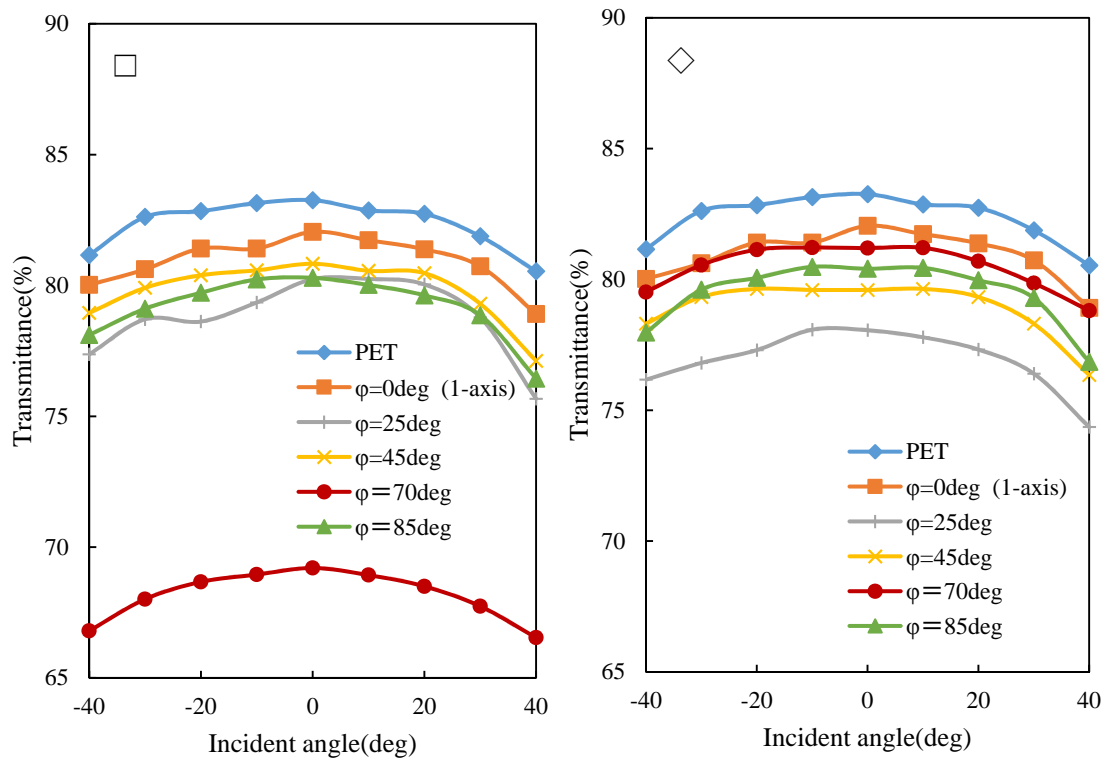 90
85
80
75
70
65
Transmittance(%)
PET
φ=0deg (1-axis)
φ=25deg
φ=45deg
φ=70deg
φ=85deg
-40 -20 0 20 40
Incident angle(deg)
90
85
80
75
70
65
Transmittance(%)
PET
φ=0deg (1-axis)
φ=25deg
φ=45deg
φ=70deg
φ=85deg
-40 -20 0 20 40
Incident angle(deg)